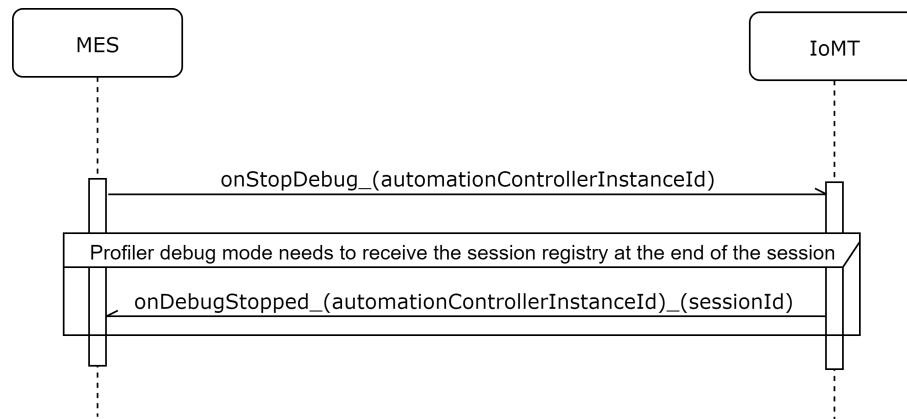 MES
IoMT
onStopDebug_(automationControllerInstanceId)
Profiler debug mode needs to receive the session registry at the end of the session
onDebugStopped_(automationControllerInstanceId)_(sessionId)